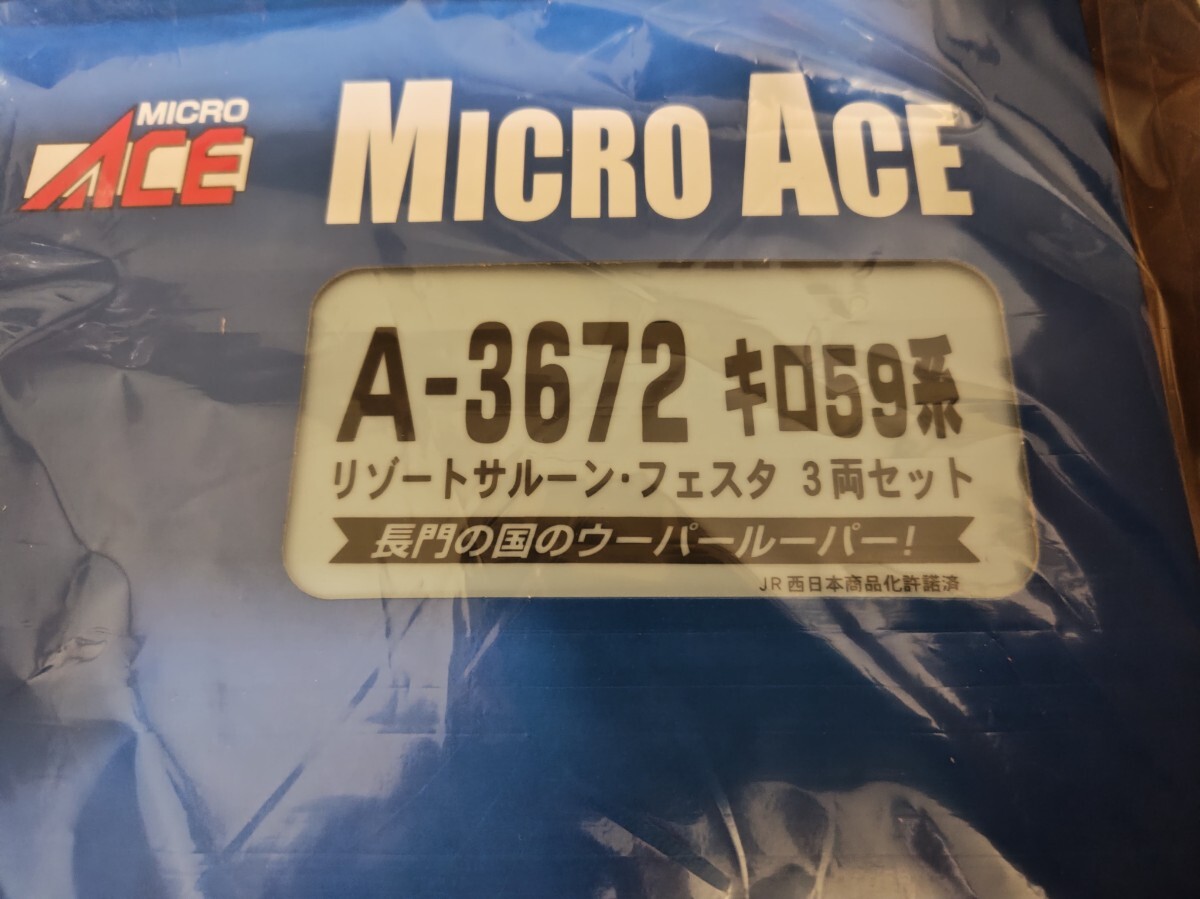 MICRO
ACE
MICRO ACE
A-3672 キロ59系
リゾートサルーン・フェスタ 3両セット
長門の国のウーパールーパー!
JR西日本商品化許諾済